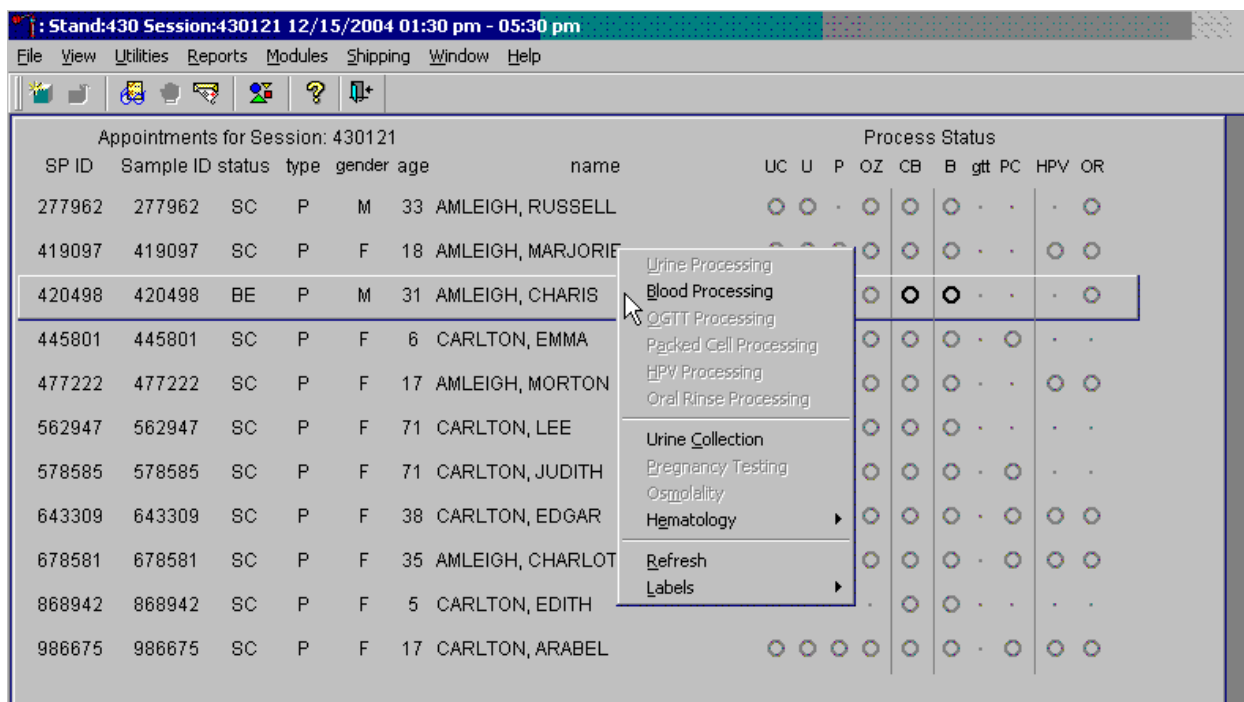 : Stand:430 Session:430121 12/15/2004 01:30 pm - 05:30 pm
File View Utilities Reports Modules Shipping Window Help
Appointments for Session: 430121 Process Status
SP ID Sample ID status type gender age name UC U P OZ CB B gtt PC HPV OR
277962 277962 SC P M 33 AMLEIGH, RUSSELL
419097 419097 SC P F 18 AMLEIGH, MARJORIE
420498 420498 BE P M 31 AMLEIGH, CHARIS
445801 445801 SC P F 6 CARLTON, EMMA
477222 477222 SC P F 17 AMLEIGH, MORTON
562947 562947 SC P F 71 CARLTON, LEE
578585 578585 SC P F 71 CARLTON, JUDITH
643309 643309 SC P F 38 CARLTON, EDGAR
678581 678581 SC P F 35 AMLEIGH, CHARLOT
868942 868942 SC P F 5 CARLTON, EDITH
986675 986675 SC P F 17 CARLTON, ARABEL
Urine Processing
Blood Processing
OGTT Processing
Packed Cell Processing
HPV Processing
Oral Rinse Processing
Urine Collection
Pregnancy Testing
Osmolality
Hematology
Refresh
Labels